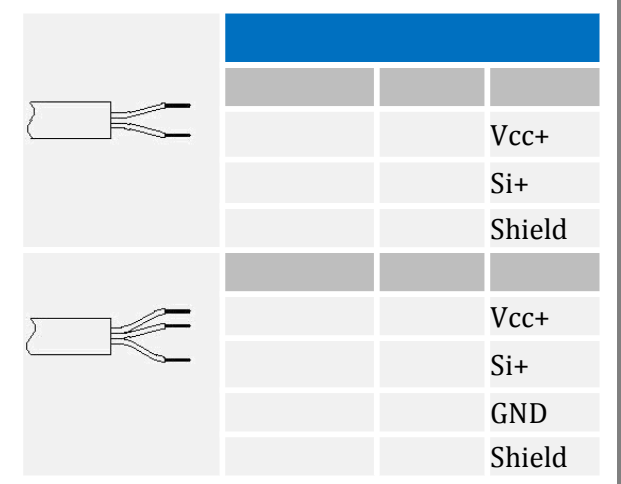 Vcc+
Si+
Shield
Vcc+
Si+
GND
Shield